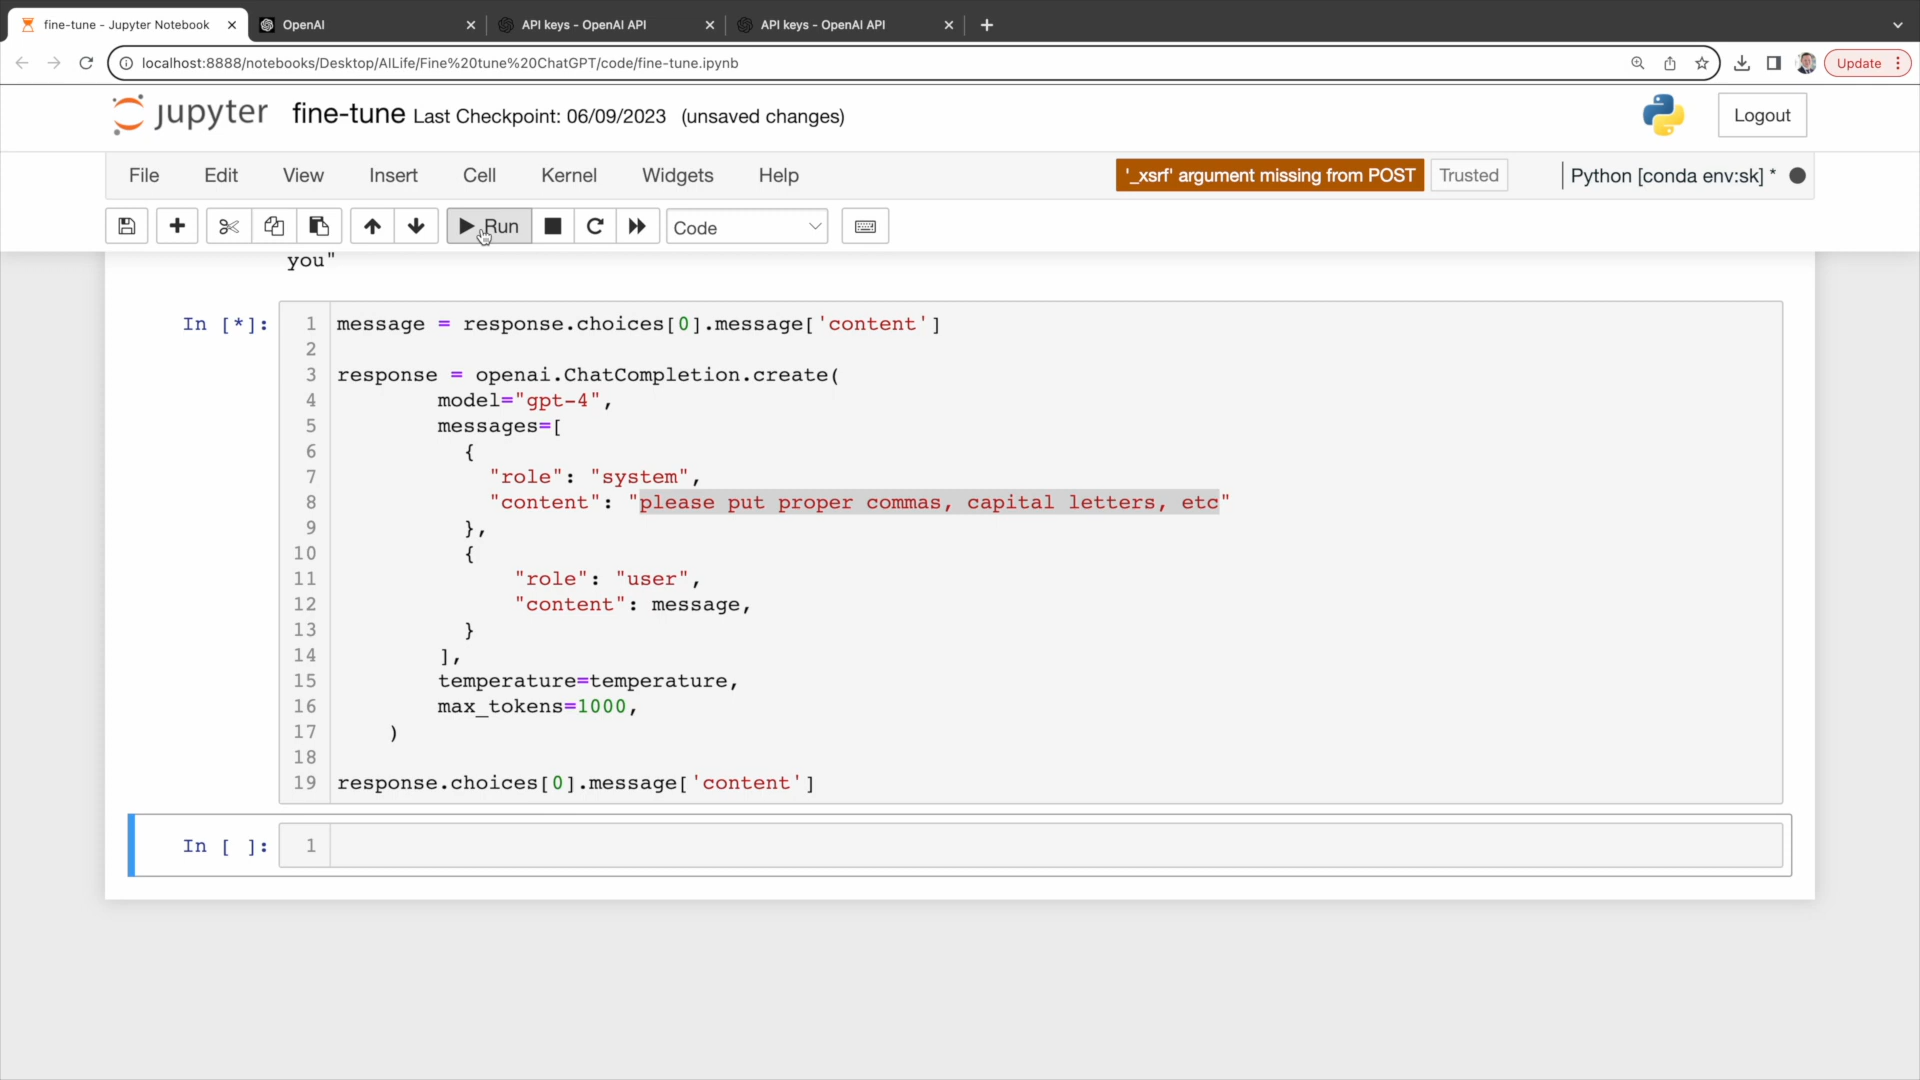 fine-tune - Jupyter Notebook
OpenAI
API keys - OpenAI API
API keys - OpenAI API
localhost:8888/notebooks/Desktop/AILife/Fine%20tune%20ChatGPT/code/fine-tune.ipynb
Update
jupyter fine-tune Last Checkpoint: 06/09/2023 (unsaved changes)
Logout
File Edit View Insert Cell Kernel Widgets Help
'_xsrf' argument missing from POST
Trusted
Python [conda env:sk] *
Run
Code
you"
In [*]:
1 message = response.choices[0].message['content']
2
3 response = openai.ChatCompletion.create(
4 model="gpt-4",
5 messages=[
6 {
7 "role": "system",
8 "content": "please put proper commas, capital letters, etc"
9 },
10 {
11 "role": "user",
12 "content": message,
13 }
14 ],
15 temperature=temperature,
16 max_tokens=1000,
17 )
18
19 response.choices[0].message['content']
In [ ]: 1